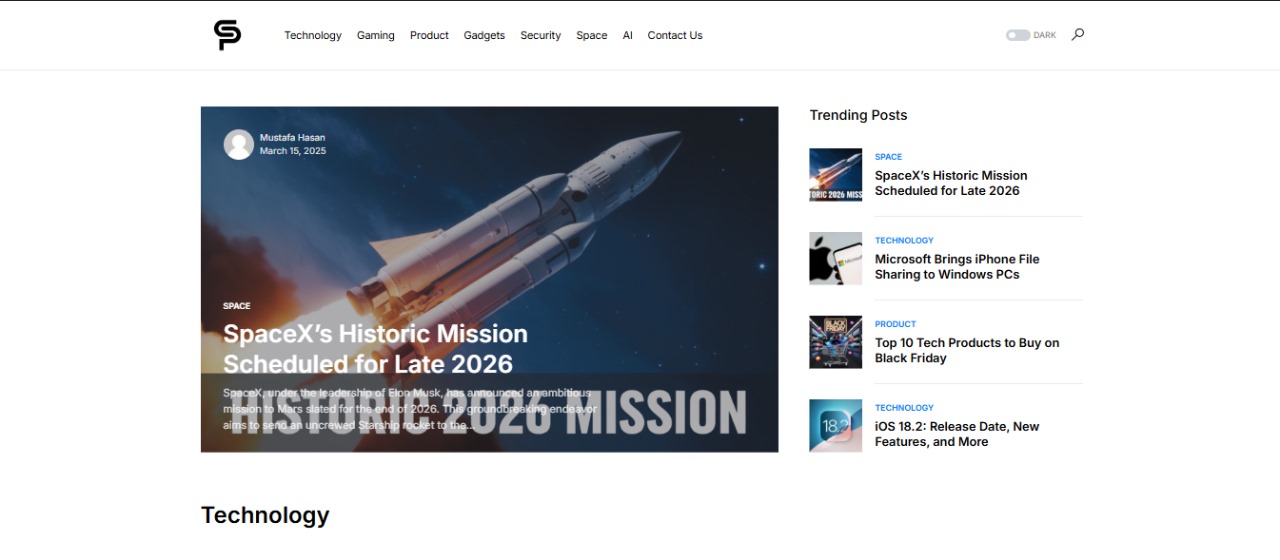 Technology Gaming Product Gadgets Security Space AI Contact Us
DARK
Mustafa Hasan
March 15, 2025
SPACE
SpaceX’s Historic Mission
Scheduled for Late 2026
SpaceX, under the leadership of Elon Musk, has announced an ambitious
mission to Mars slated for the end of 2026. This groundbreaking endeavor
aims to send an uncrewed Starship rocket to the...
HISTORIC 2026 MISSION
Trending Posts
TORIC 2026 MISS
SPACE
SpaceX’s Historic Mission
Scheduled for Late 2026
Microsoft
TECHNOLOGY
Microsoft Brings iPhone File
Sharing to Windows PCs
BLACK
FRIDAY
PRODUCT
Top 10 Tech Products to Buy on
Black Friday
18.2
TECHNOLOGY
iOS 18.2: Release Date, New
Features, and More
Technology